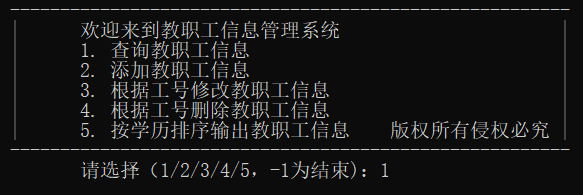 欢迎来到教职工信息管理系统
1. 查询教职工信息
2. 添加教职工信息
3. 根据工号修改教职工信息
4. 根据工号删除教职工信息
5. 按学历排序输出教职工信息    版权所有侵权必究
请选择（1/2/3/4/5，-1为结束）：1